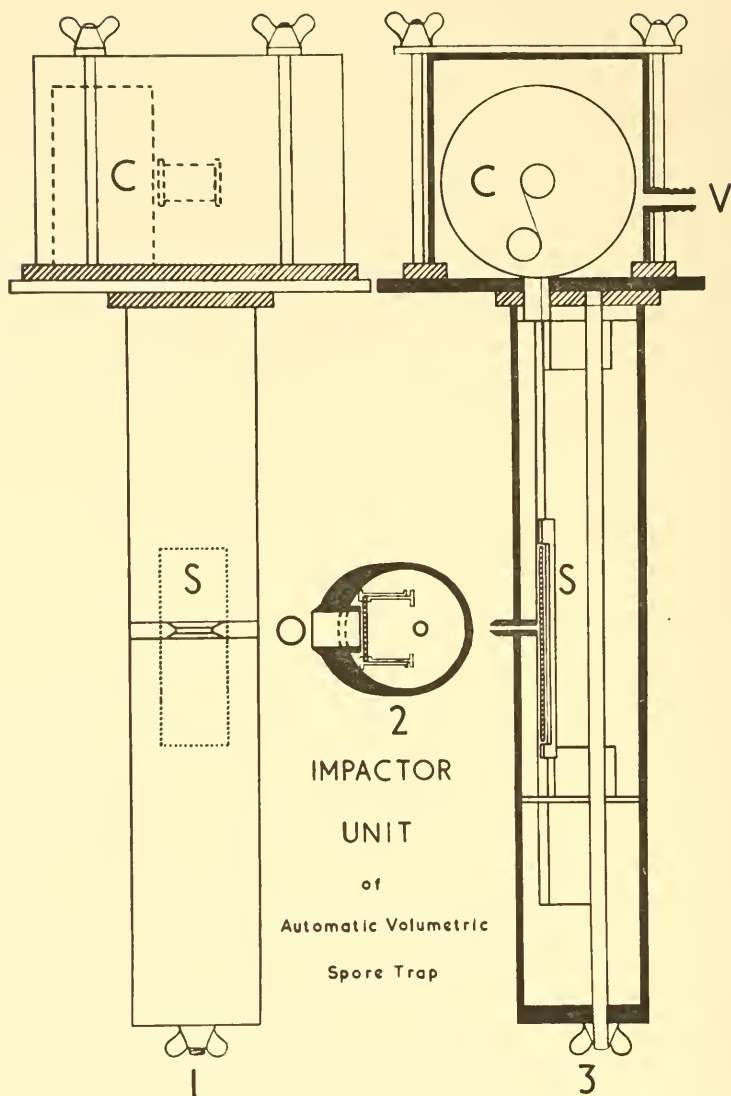 C
C
V
S
O
S
2
IMPACTOR
UNIT
of
Automatic Volumetric
Spore Trap
1
3